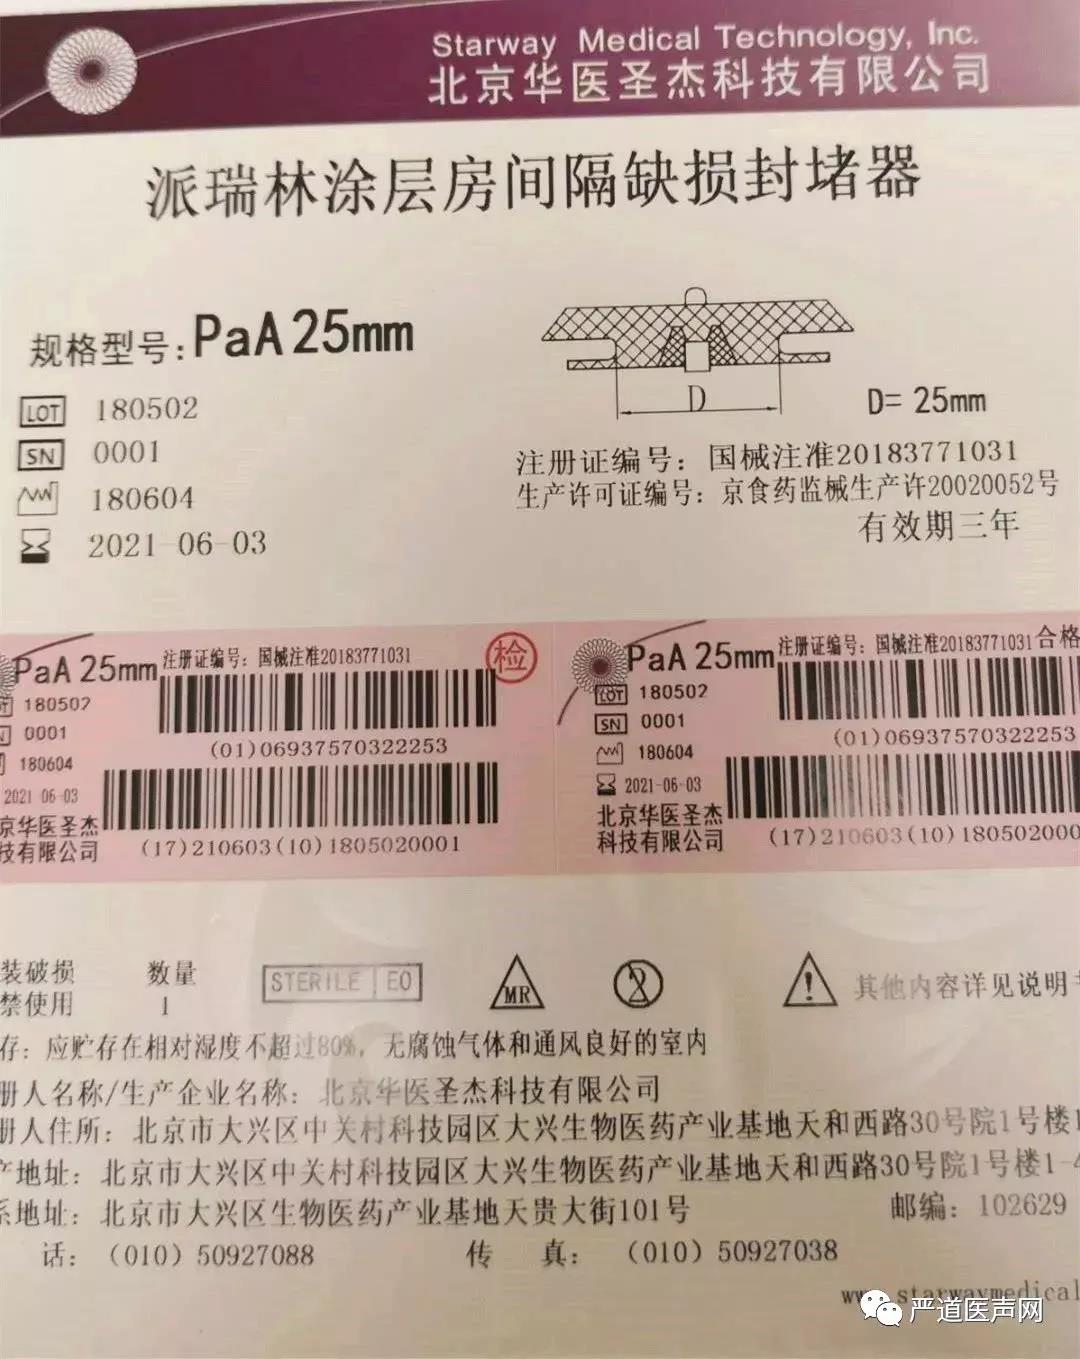 Starway Medical Technology, Inc.
北京华医圣杰科技有限公司
派瑞林涂层房间隔缺损封堵器
规格型号:PaA 25mm
LOT 180502
SN 0001
180604
2021-06-03
D
D= 25mm
注册证编号：国械注准20183771031
生产许可证编号：京食药监械生产许20020052号
有效期三年
PaA 25mm 注册证编号：国械注准20183771031
检
180502
0001
180604
2021-06-03
(01)06937570322253
京华医圣杰
技有限公司
(17)210603(10)1805020001
PaA 25mm 注册证编号：国械注准20183771031 合格
LOT 180502
SN 0001
180604
2021-06-03
(01)06937570322253
北京华医圣杰
科技有限公司
(17)210603(10)180502000
装破损
禁使用
数量
1
STERILE EO
MR
2
其他内容详见说明书
存：应贮存在相对湿度不超过80%，无腐蚀气体和通风良好的室内
册人名称/生产企业名称：北京华医圣杰科技有限公司
册人住所：北京市大兴区中关村科技园区大兴生物医药产业基地天和西路30号院1号楼1
产地址：北京市大兴区中关村科技园区大兴生物医药产业基地天和西路30号院1号楼1-4
系地址：北京市大兴区生物医药产业基地天贵大街101号
邮编：102629
话：（010）50927088
传 真：（010）50927038
www.starwaymedical
严道医声网